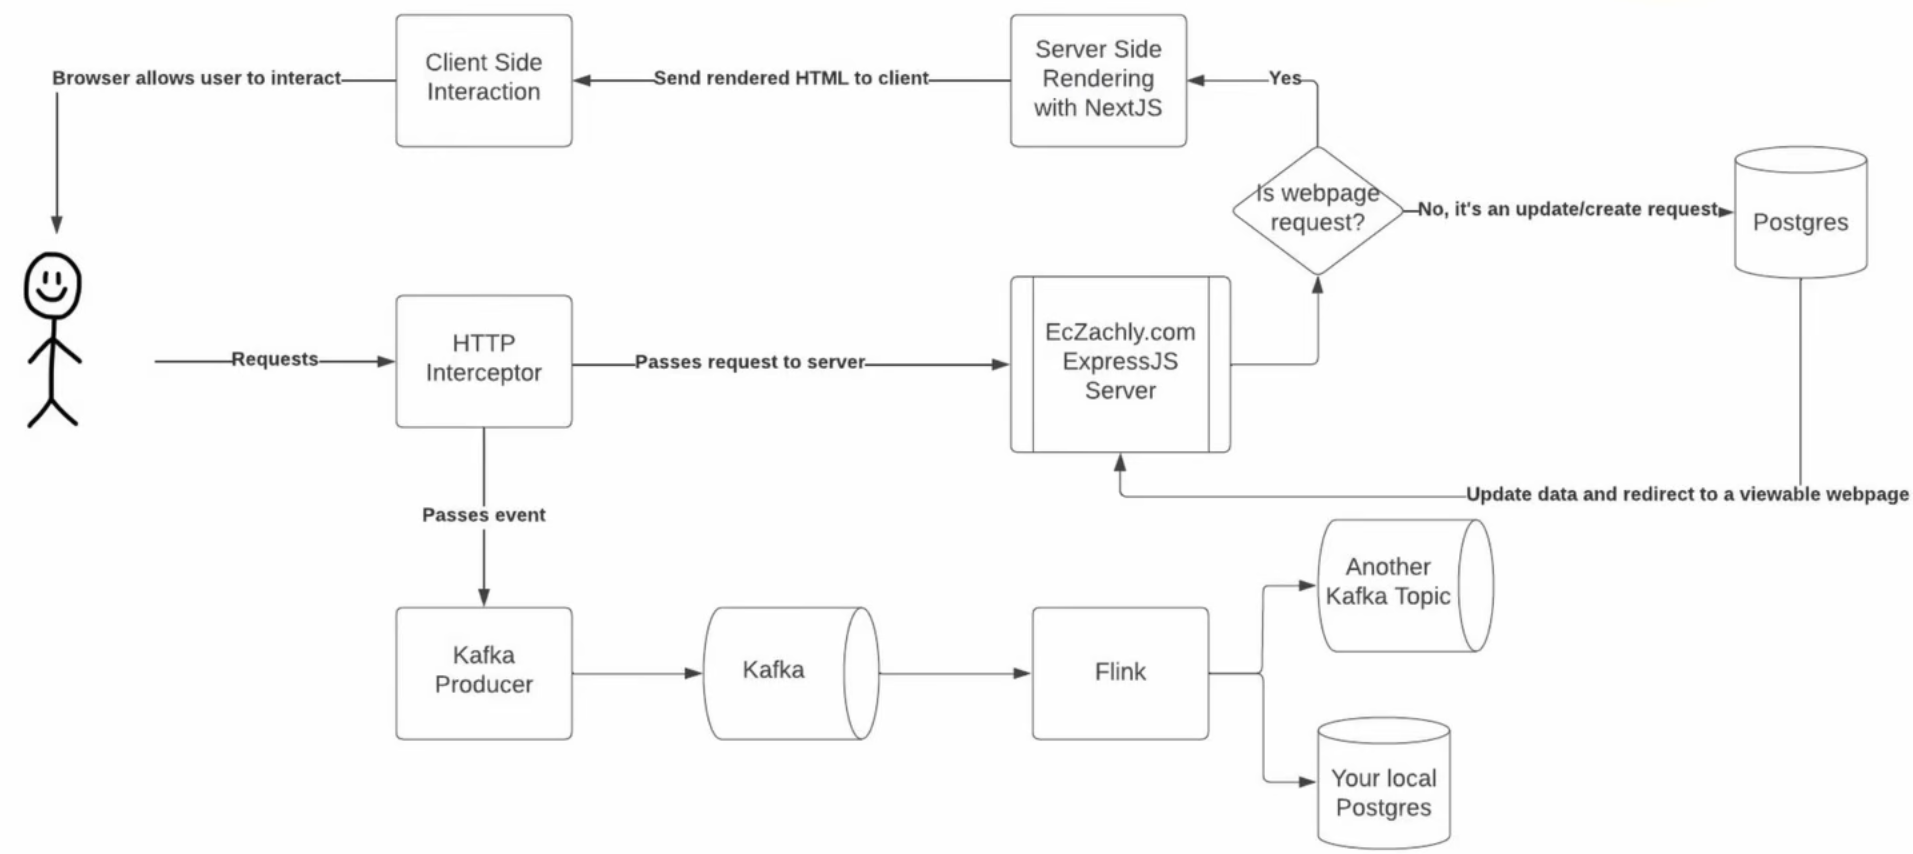 Browser allows user to interact
Client Side
Interaction
Send rendered HTML to client
Server Side
Rendering
with NextJS
Yes
Is webpage
request?
No, it's an update/create request
Postgres
Requests
HTTP
Interceptor
Passes request to server
EcZachly.com
ExpressJS
Server
Update data and redirect to a viewable webpage
Passes event
Kafka
Producer
Kafka
Flink
Another
Kafka Topic
Your local
Postgres